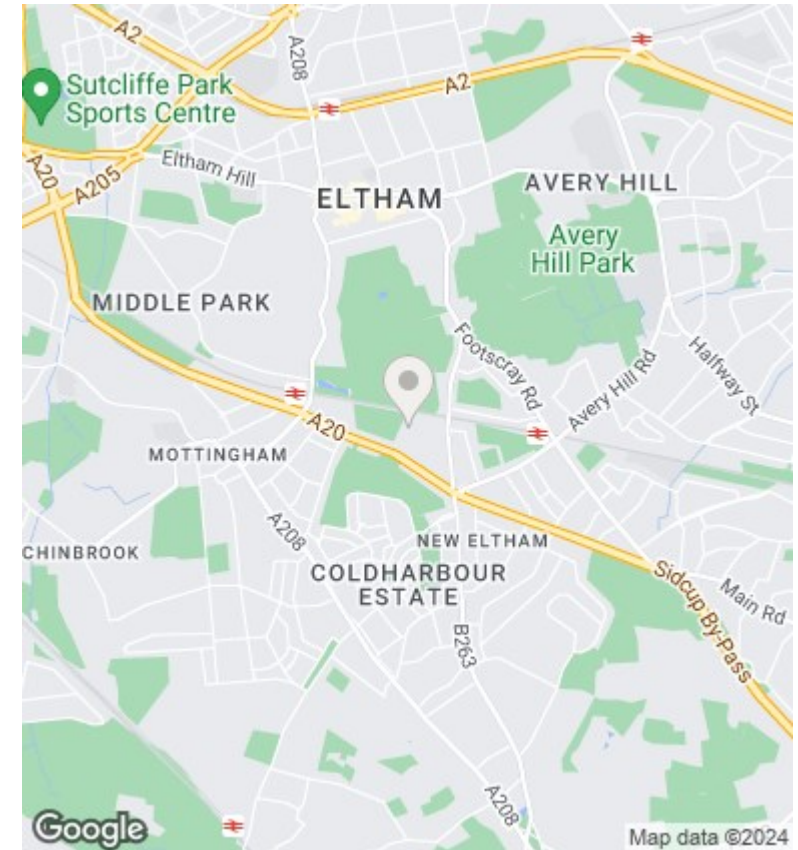 A2
A208
Sutcliffe Park
Sports Centre
A2
A20
A205
Eltham Hill
ELTHAM
AVERY HILL
Avery
Hill Park
MIDDLE PARK
Footscray Rd
Halfway St
Avery Hill Rd
A20
MOTTINGHAM
A208
CHINBROOK
NEW ELTHAM
COLDHARBOUR
ESTATE
Sidcup By-Pass
Main Rd
B263
A208
Google
Map data ©2024